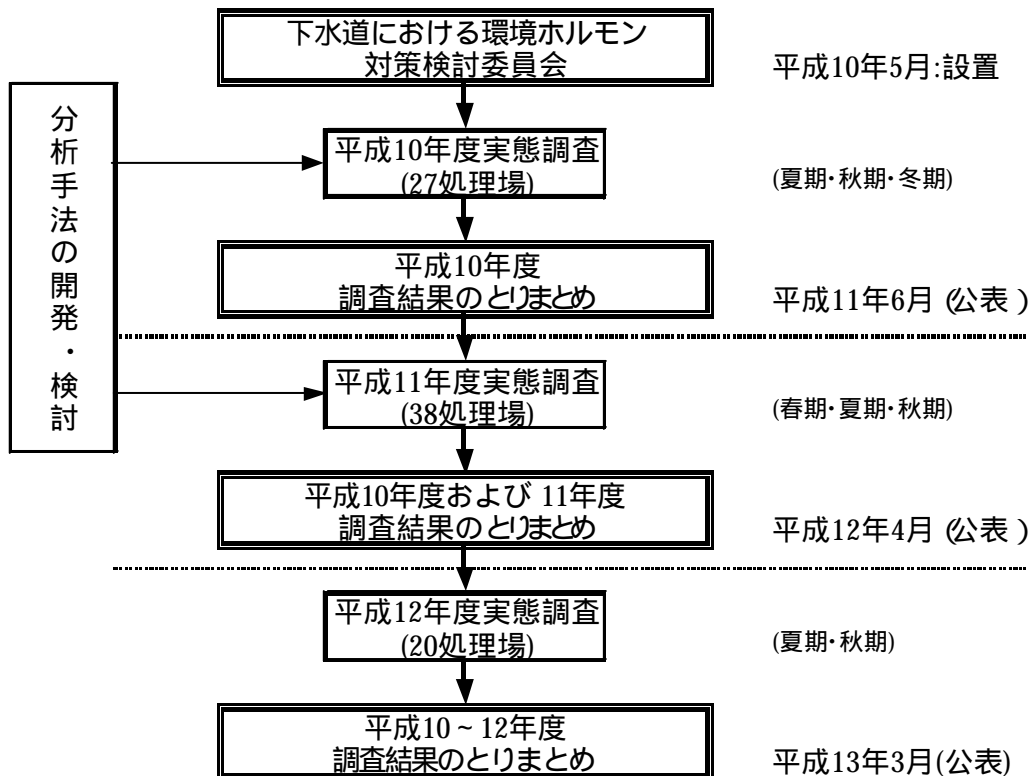 下水道における環境ホルモン
対策検討委員会
平成10年5月:設置
分析手法の開発・検討
平成10年度実態調査
(27処理場)
(夏期・秋期・冬期)
平成10年度
調査結果のとりまとめ
平成11年6月 (公表 )
平成11年度実態調査
(38処理場)
(春期・夏期・秋期)
平成10年度および 11年度
調査結果のとりまとめ
平成12年4月 (公表 )
平成12年度実態調査
(20処理場)
(夏期・秋期)
平成10~12年度
調査結果のとりまとめ
平成13年3月(公表)